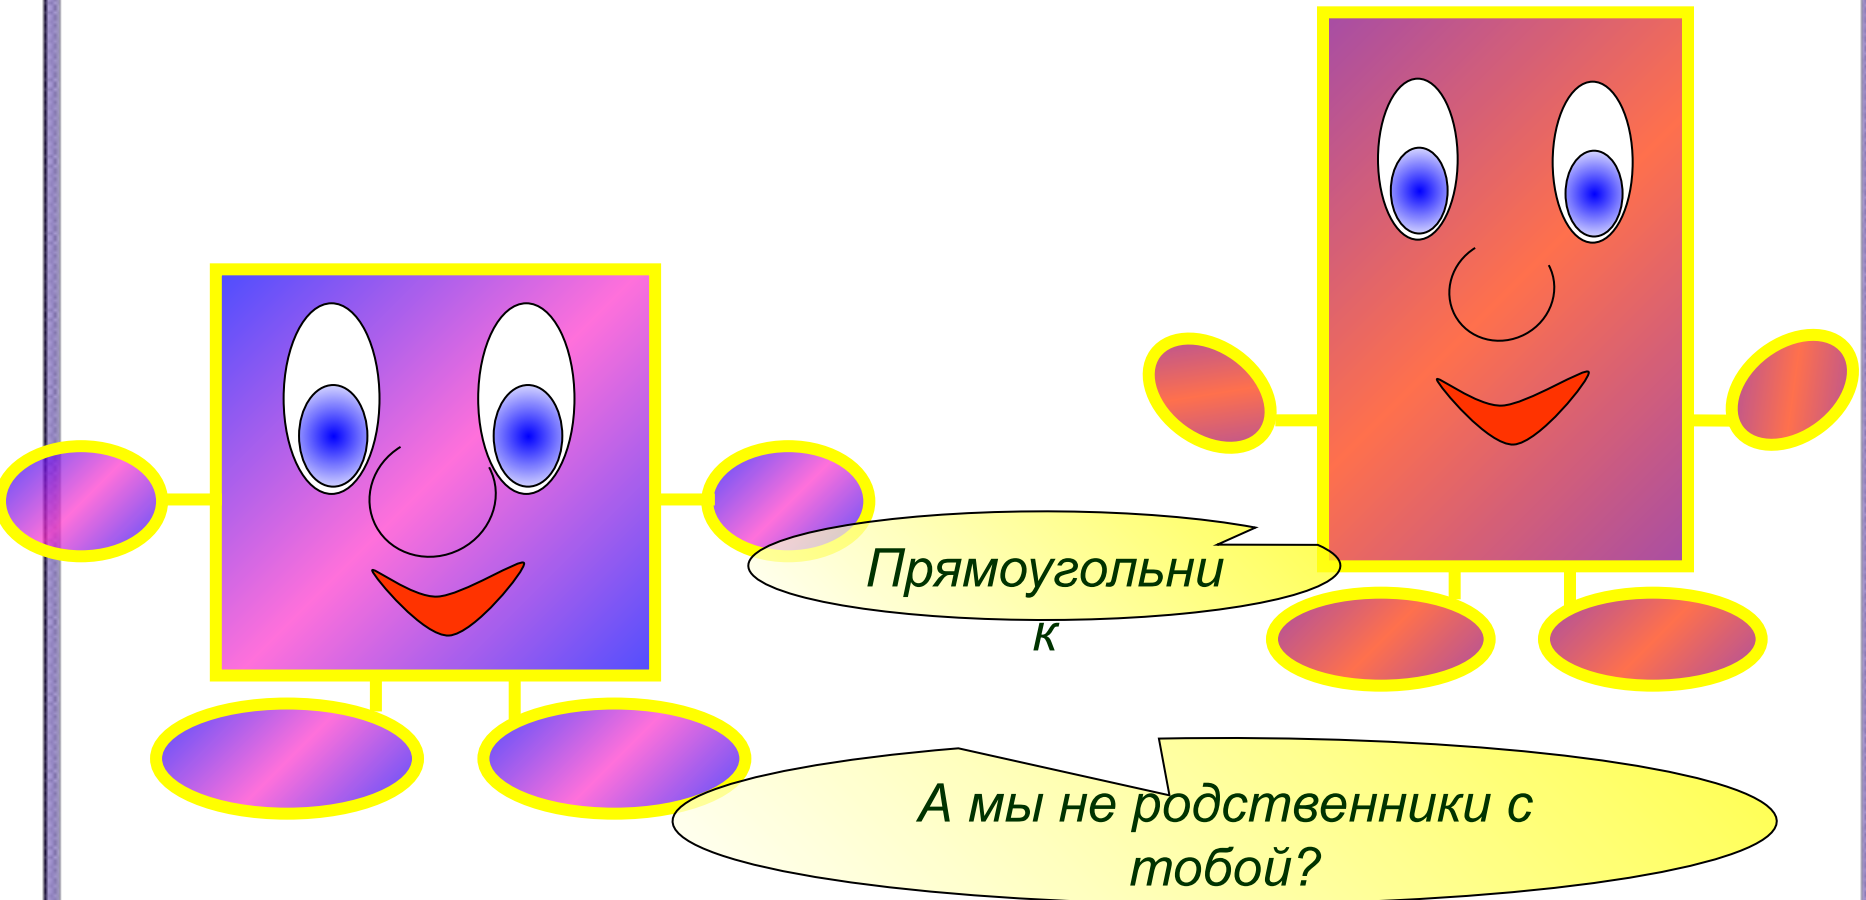 Прямоугольни
к
А мы не родственники с
тобой?